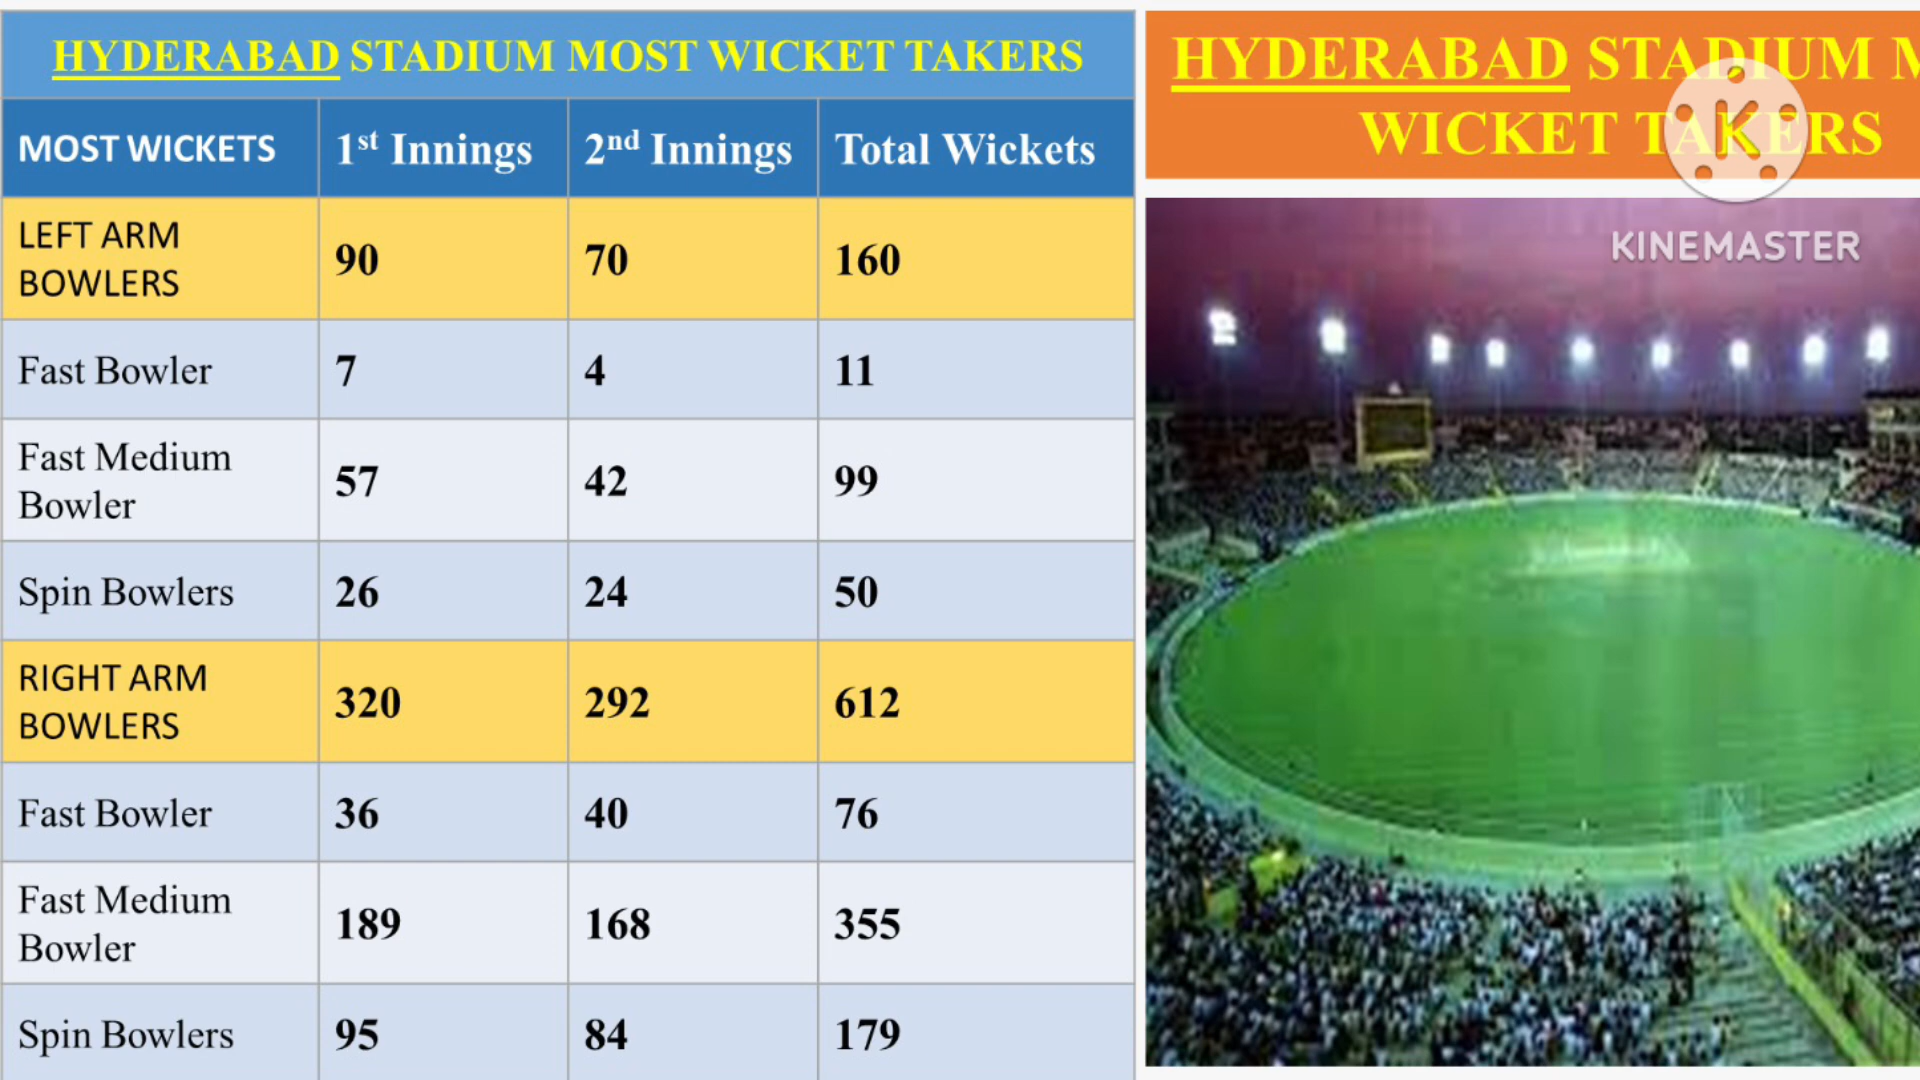 HYDERABAD STADIUM MOST WICKET TAKERS
MOST WICKETS 1st Innings 2nd Innings Total Wickets
LEFT ARM
BOWLERS 90 70 160
Fast Bowler 7 4 11
Fast Medium
Bowler 57 42 99
Spin Bowlers 26 24 50
RIGHT ARM
BOWLERS 320 292 612
Fast Bowler 36 40 76
Fast Medium
Bowler 189 168 355
Spin Bowlers 95 84 179
HYDERABAD STADIUM M
WICKET TAKERS
K
KINEMASTER